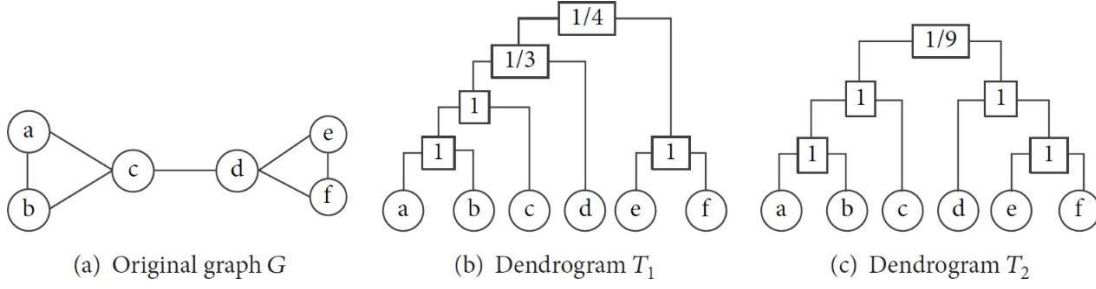 a
b
c
d
e
f
(a) Original graph G
1/4
1/3
1
1
1
a b c d e f
(b) Dendrogram T1
1/9
1
1
1
1
a b c d e f
(c) Dendrogram T2